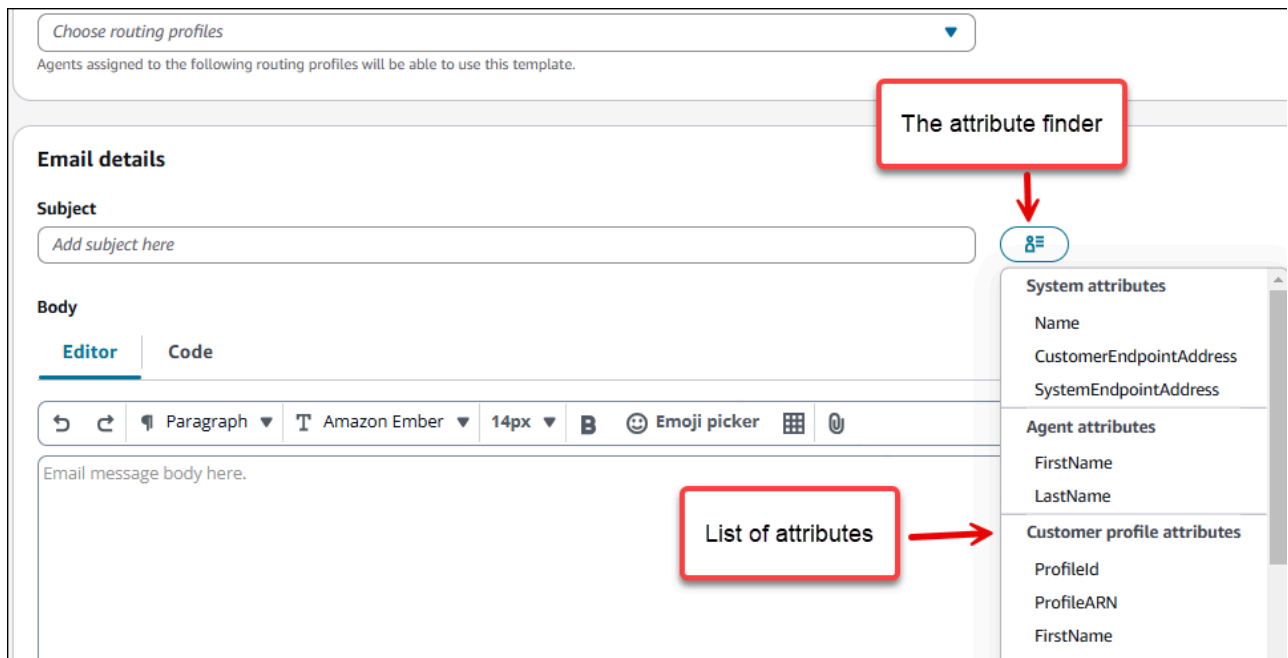 Choose routing profiles
Agents assigned to the following routing profiles will be able to use this template.
The attribute finder
Email details
Subject
Add subject here
Body
Editor
Code
Paragraph
Amazon Ember
14px
B
Emoji picker
Email message body here.
System attributes
Name
CustomerEndpointAddress
SystemEndpointAddress
Agent attributes
FirstName
LastName
List of attributes
Customer profile attributes
ProfileId
ProfileARN
FirstName